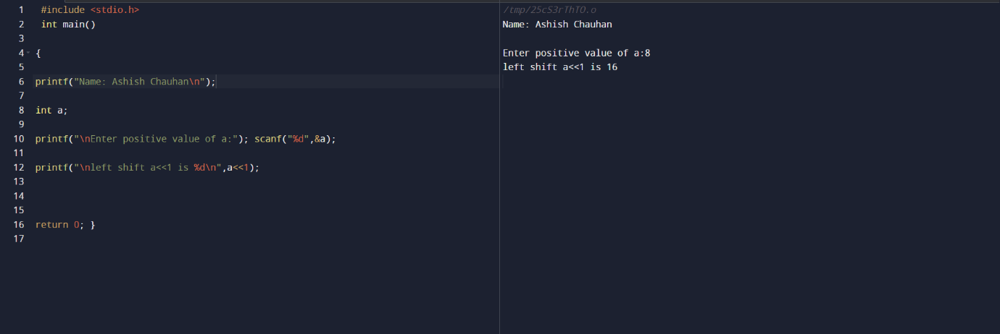 1 #include <stdio.h>
2 int main()
3
4 {
5
6 printf("Name: Ashish Chauhan\n");
7
8 int a;
9
10 printf("\nEnter positive value of a:"); scanf("%d",&a);
11
12 printf("\nleft shift a<<1 is %d\n",a<<1);
13
14
15
16 return 0; }
17
/tmp/25cS3rThTO.o
Name: Ashish Chauhan
Enter positive value of a:8
left shift a<<1 is 16